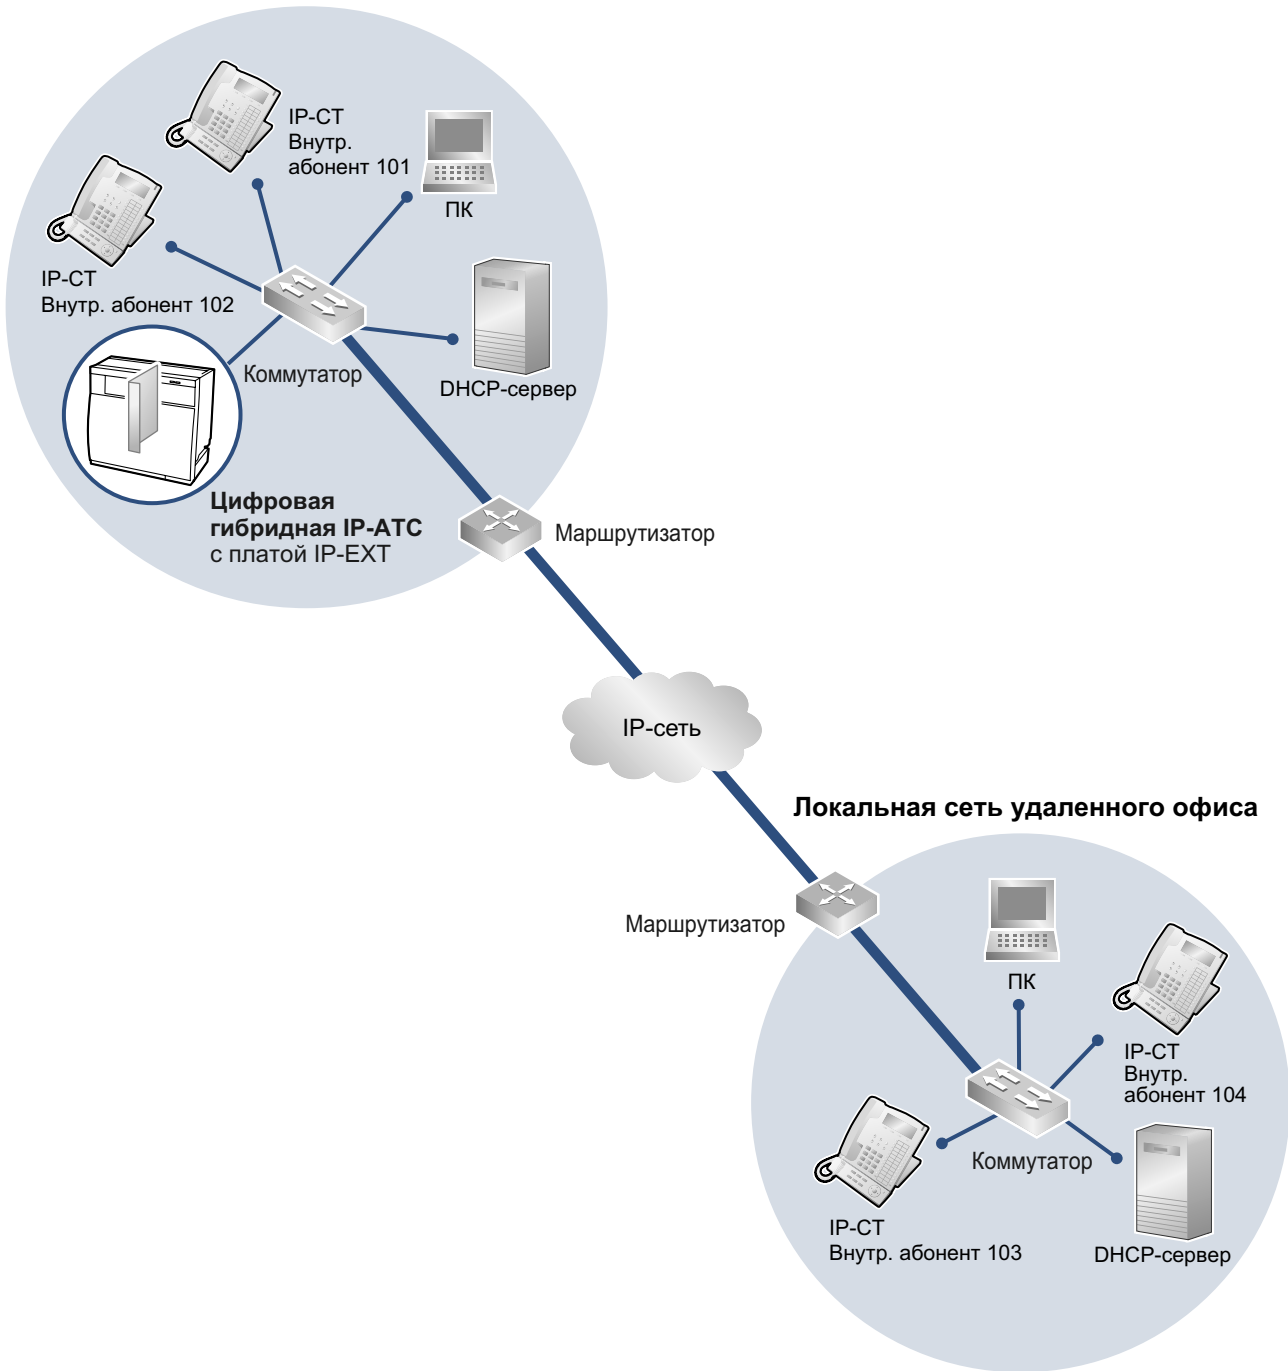 IP-СТ
Внутр.
абонент 101
ПК
IP-СТ
Внутр. абонент 102
Коммутатор
DHCP-сервер
Цифровая
гибридная IP-АТС
с платой IP-EXT
Маршрутизатор
IP-сеть
Локальная сеть удаленного офиса
Маршрутизатор
ПК
IP-СТ
Внутр.
абонент 104
Коммутатор
IP-СТ
Внутр. абонент 103
DHCP-сервер